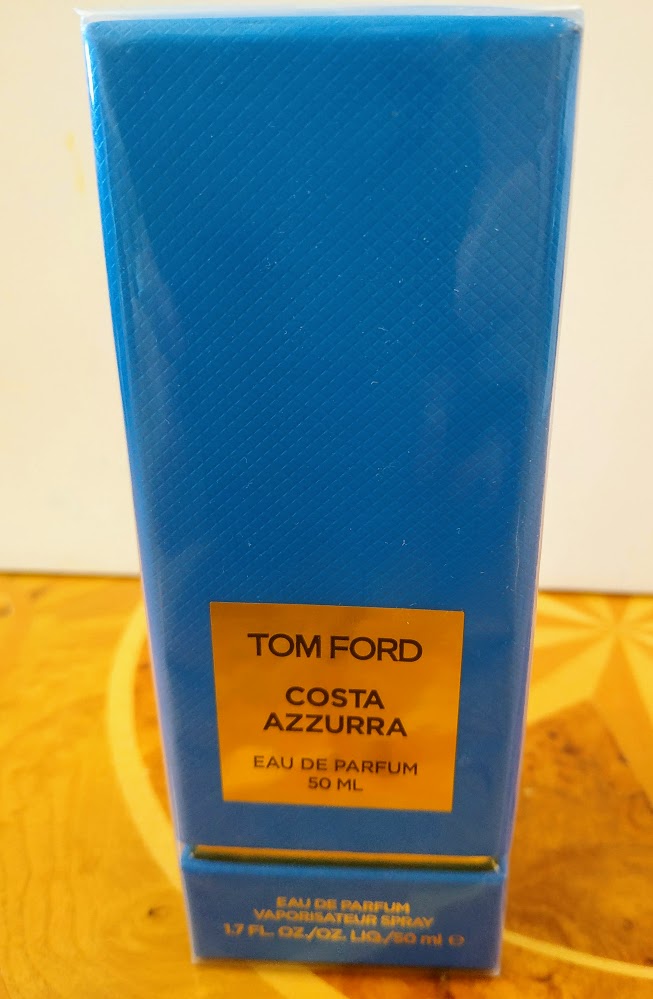 TOM FORD
COSTA
AZZURRA
EAU DE PARFUM
50 ML
EAU DE PARFUM
VAPORISATEUR SPRAY
1.7 FL. OZ./OZ. LIQ./50 ml ℮